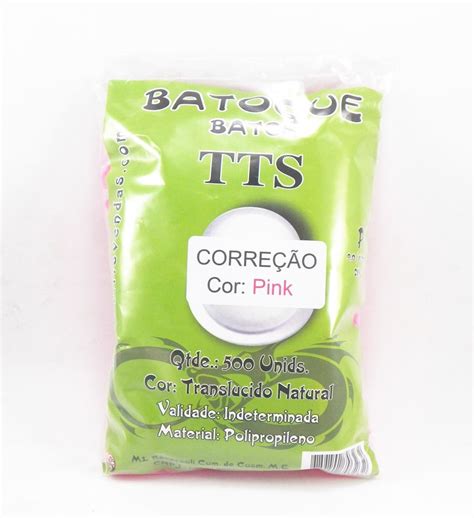 BATOQUE
TTS
CORREÇÃO
Cor: Pink
Qtde.: 500 Unids.
Cor: Translucido Natural
Validade: Indeterminada
Material: Polipropileno